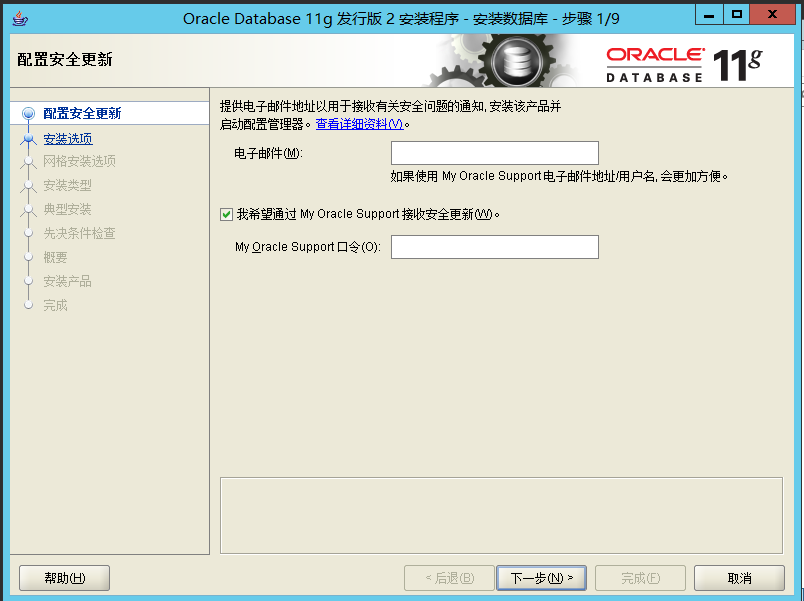 Oracle Database 11g 发行版 2 安装程序 - 安装数据库 - 步骤 1/9
配置安全更新
ORACLE 11g
DATABASE
配置安全更新
安装选项
网格安装选项
安装类型
典型安装
先决条件检查
概要
安装产品
完成
提供电子邮件地址以用于接收有关安全问题的通知, 安装该产品并
启动配置管理器。查看详细资料(V)。
电子邮件(M):
如果使用 My Oracle Support 电子邮件地址/用户名, 会更加方便。
我希望通过 My Oracle Support 接收安全更新(W)。
My Oracle Support 口令(O):
帮助(H)
< 后退(B)
下一步(N) >
完成(F)
取消